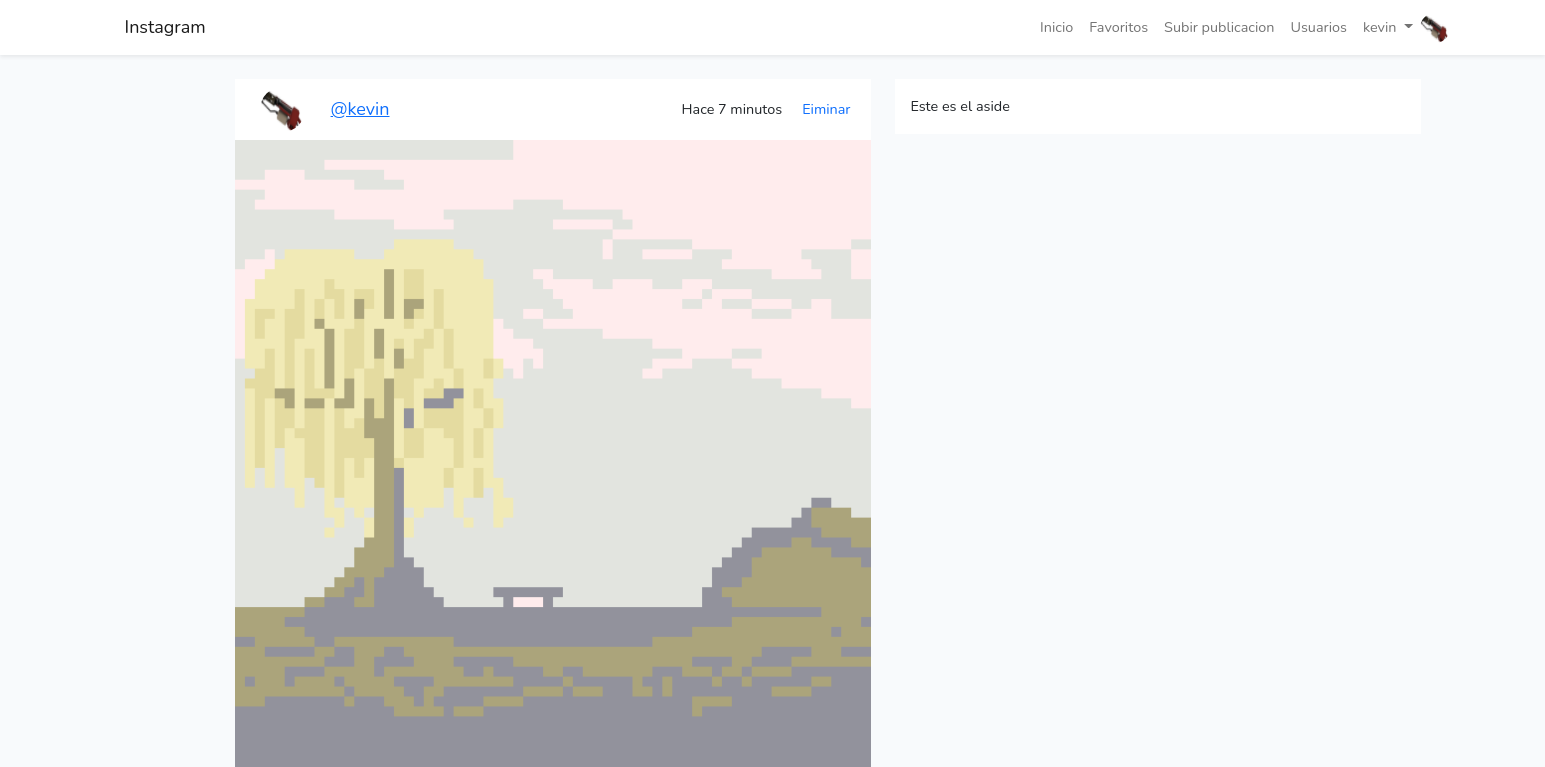 Instagram
Inicio Favoritos Subir publicacion Usuarios kevin
@kevin Hace 7 minutos Eiminar
Este es el aside